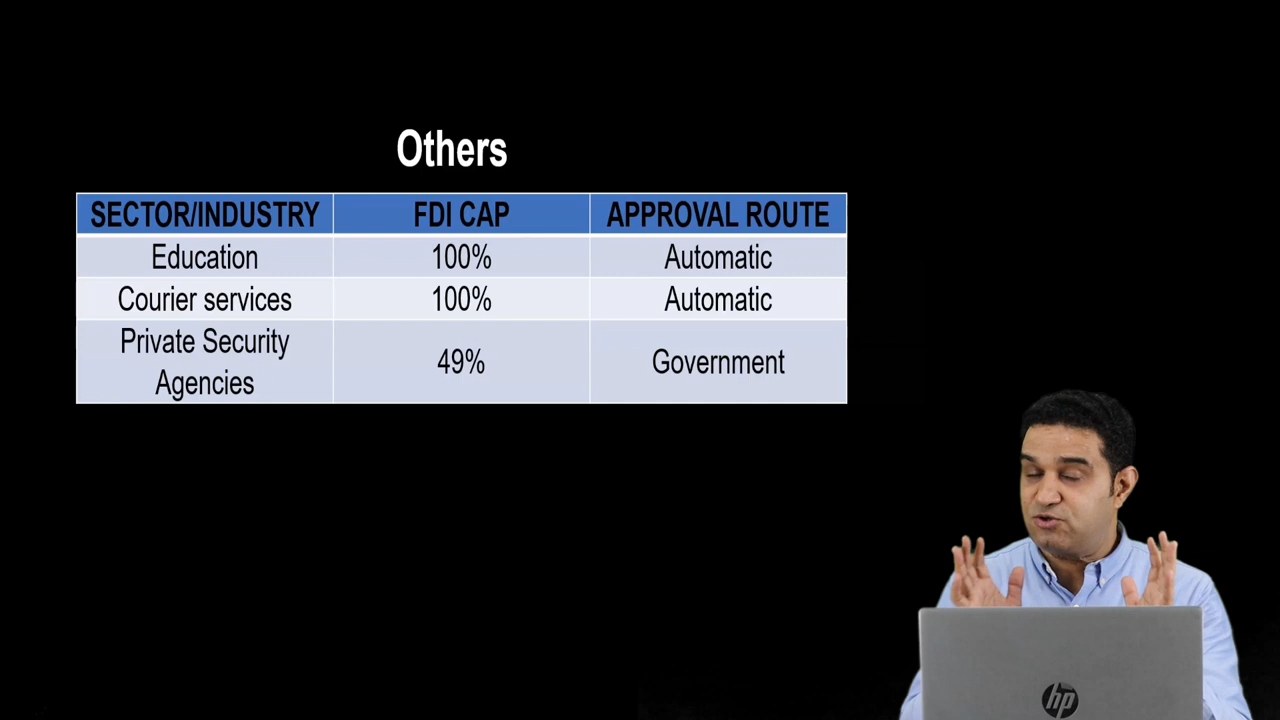 Others
SECTOR/INDUSTRY FDI CAP APPROVAL ROUTE
Education 100% Automatic
Courier services 100% Automatic
Private Security
Agencies 49% Government
hp